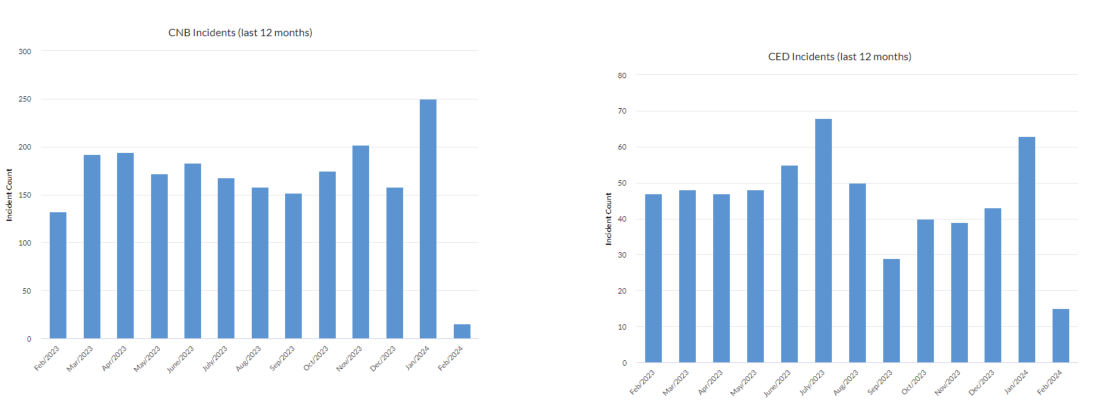 CNB Incidents (last 12 months)
300
250
200
150
100
50
0
Incident Count
Feb/2023
Mar/2023
Apr/2023
May/2023
June/2023
July/2023
Aug/2023
Sep/2023
Oct/2023
Nov/2023
Dec/2023
Jan/2024
Feb/2024
CED Incidents (last 12 months)
80
70
60
50
40
30
20
10
0
Incident Count
Feb/2023
Mar/2023
Apr/2023
May/2023
June/2023
July/2023
Aug/2023
Sep/2023
Oct/2023
Nov/2023
Dec/2023
Jan/2024
Feb/2024